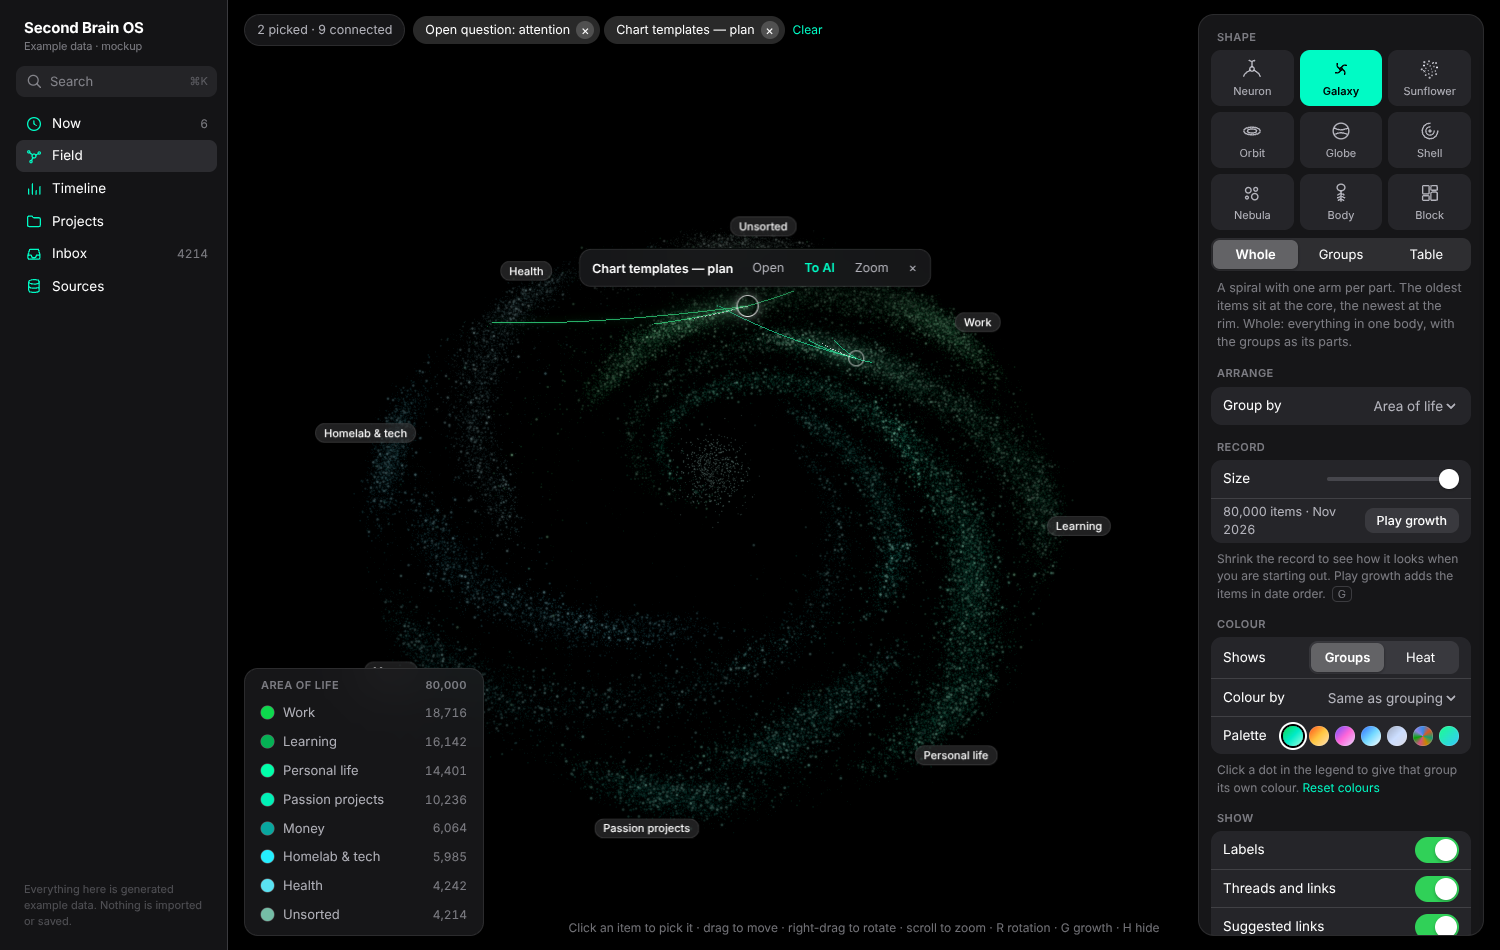 Second Brain OS
Example data · mockup
Search ⌘K
Now 6
Field
Timeline
Projects
Inbox 4214
Sources
Everything here is generated
example data. Nothing is imported
or saved.
2 picked · 9 connected
Open question: attention ×
Chart templates — plan ×
Clear
Unsorted
Chart templates — plan Open To AI Zoom ×
Health
Work
Homelab & tech
Learning
Personal life
Passion projects
AREA OF LIFE 80,000
Work 18,716
Learning 16,142
Personal life 14,401
Passion projects 10,236
Money 6,064
Homelab & tech 5,985
Health 4,242
Unsorted 4,214
Click an item to pick it · drag to move · right-drag to rotate · scroll to zoom · R rotation · G growth · H hide
SHAPE
Neuron Galaxy Sunflower
Orbit Globe Shell
Nebula Body Block
Whole Groups Table
A spiral with one arm per part. The oldest
items sit at the core, the newest at the
rim. Whole: everything in one body, with
the groups as its parts.
ARRANGE
Group by Area of life
RECORD
Size
80,000 items · Nov
2026
Play growth
Shrink the record to see how it looks when
you are starting out. Play growth adds the
items in date order. G
COLOUR
Shows Groups Heat
Colour by Same as grouping
Palette
Click a dot in the legend to give that group
its own colour. Reset colours
SHOW
Labels
Threads and links
Suggested links